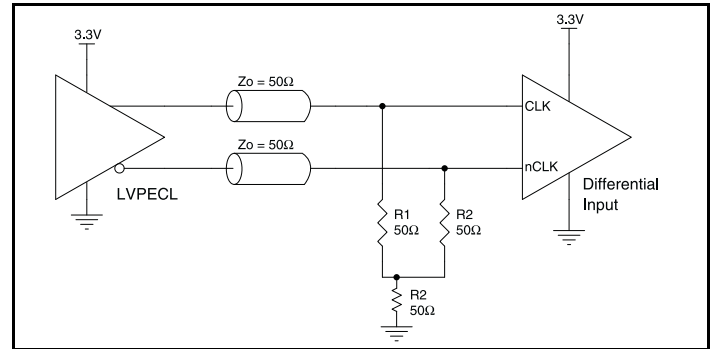 3.3V
3.3V
Zo = 50Ω
CLK
Zo = 50Ω
nCLK
LVPECL
Differential
Input
R1
50Ω
R2
50Ω
R2
50Ω